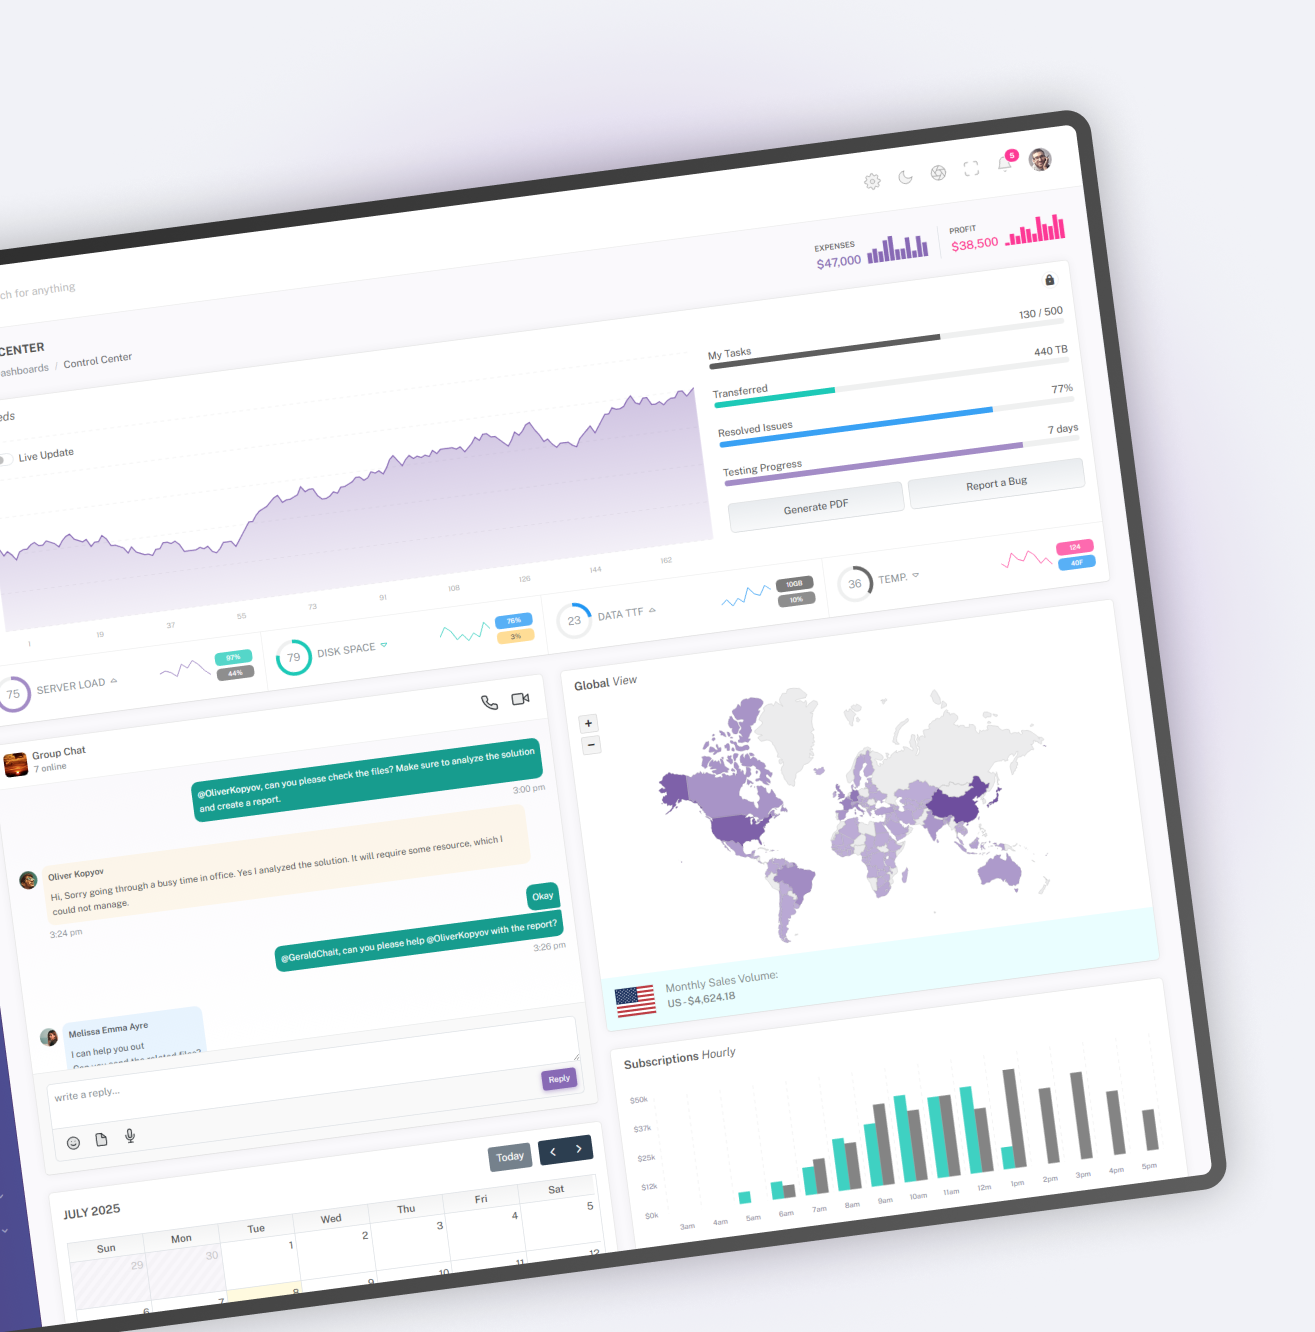 5
EXPENSES
$47,000
PROFIT
$38,500
ch for anything
CENTER
ashboards / Control Center
eds
Live Update
1
19
37
55
73
91
108
126
144
162
My Tasks
130 / 500
Transferred
440 TB
Resolved Issues
77%
Testing Progress
7 days
Generate PDF
Report a Bug
75
SERVER LOAD
97%
44%
79
DISK SPACE
76%
3%
23
DATA TTF
10GB
10%
36
TEMP.
124
40F
Group Chat
7 online
@OliverKopyov, can you please check the files? Make sure to analyze the solution
and create a report.
3:00 pm
Oliver Kopyov
Hi, Sorry going through a busy time in office. Yes I analyzed the solution. It will require some resource, which I
could not manage.
3:24 pm
Okay
@GeraldChait, can you please help @OliverKopyov with the report?
3:26 pm
Melissa Emma Ayre
I can help you out
Can you send the related files?
write a reply...
Reply
Today
JULY 2025
Sun
Mon
Tue
Wed
Thu
Fri
Sat
29
30
1
2
3
4
5
6
7
8
9
10
11
12
Global View
+
−
Monthly Sales Volume:
US - $4,624.18
Subscriptions Hourly
$50k
$37k
$25k
$12k
$0k
3am
4am
5am
6am
7am
8am
9am
10am
11am
12m
1pm
2pm
3pm
4pm
5pm